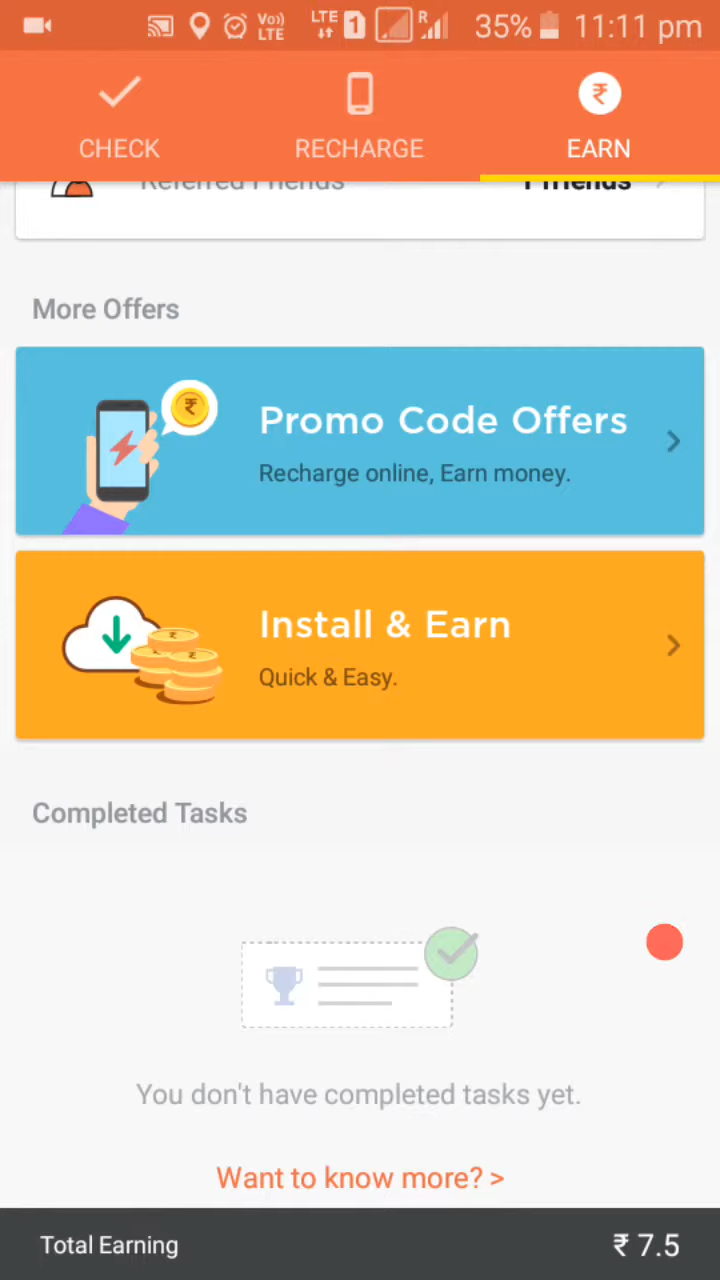 Vo)) LTE LTE 1 R 35% 11:11 pm
₹
CHECK RECHARGE EARN
Referred Friends Friends >
More Offers
₹
Promo Code Offers
Recharge online, Earn money.
Install & Earn
Quick & Easy.
Completed Tasks
You don't have completed tasks yet.
Want to know more? >
Total Earning ₹ 7.5